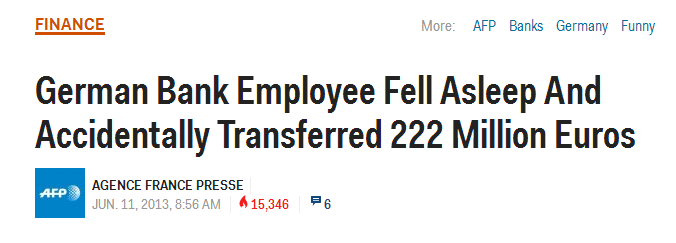 FINANCE
More: AFP Banks Germany Funny
German Bank Employee Fell Asleep And
Accidentally Transferred 222 Million Euros
AFP
AGENCE FRANCE PRESSE
JUN. 11, 2013, 8:56 AM 15,346 6